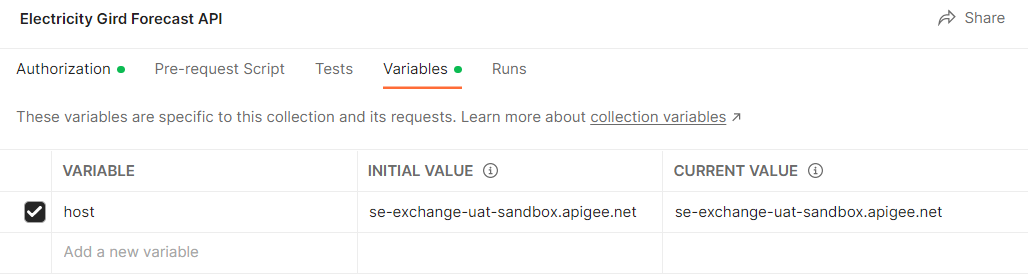 Electricity Gird Forecast API
Share
Authorization Pre-request Script Tests Variables Runs
These variables are specific to this collection and its requests. Learn more about collection variables ↗
VARIABLE INITIAL VALUE CURRENT VALUE
host se-exchange-uat-sandbox.apigee.net se-exchange-uat-sandbox.apigee.net
Add a new variable